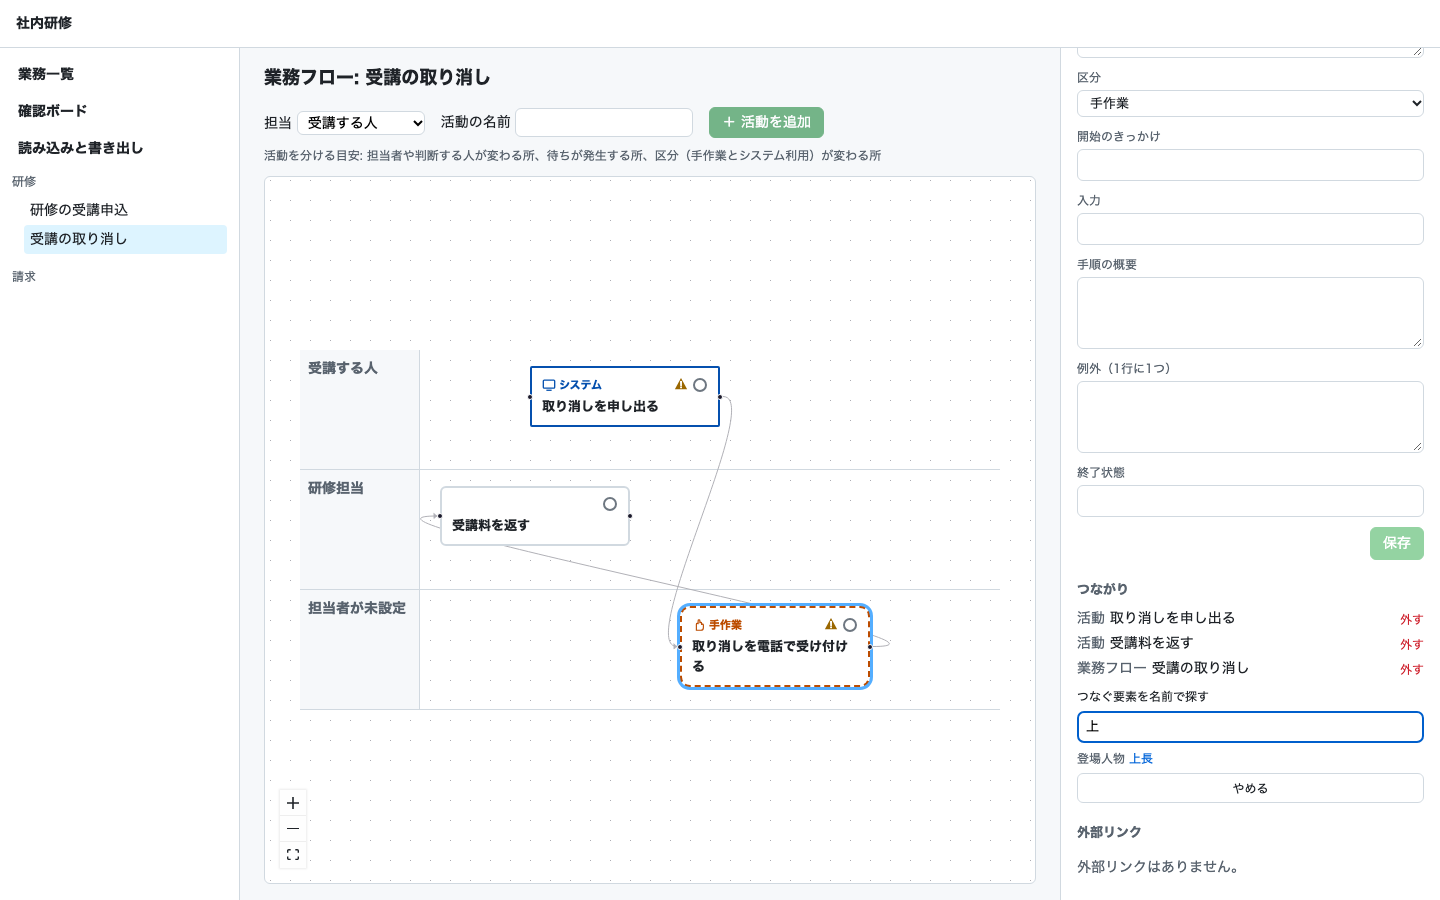 社内研修
業務一覧
確認ボード
読み込みと書き出し
研修
研修の受講申込
受講の取り消し
請求
業務フロー: 受講の取り消し
担当 受講する人 活動の名前 + 活動を追加
活動を分ける目安: 担当者や判断する人が変わる所、待ちが発生する所、区分（手作業とシステム利用）が変わる所
受講する人
システム
取り消しを申し出る
研修担当
受講料を返す
担当者が未設定
手作業
取り消しを電話で受け付け
る
区分
手作業
開始のきっかけ
入力
手順の概要
例外（1行に1つ）
終了状態
保存
つながり
活動 取り消しを申し出る 外す
活動 受講料を返す 外す
業務フロー 受講の取り消し 外す
つなぐ要素を名前で探す
上
登場人物 上長
やめる
外部リンク
外部リンクはありません。